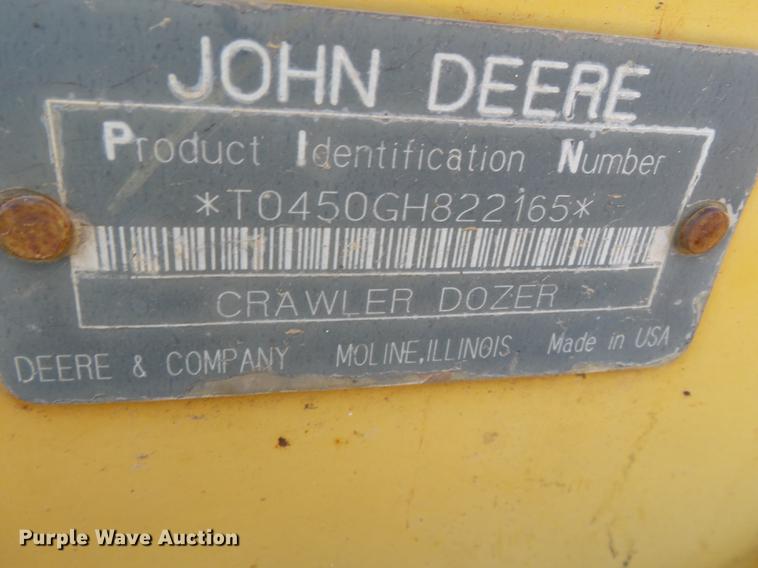 JOHN DEERE
Product Identification Number
*T0450GH822165*
CRAWLER DOZER
DEERE & COMPANY MOLINE, ILLINOIS Made in USA
Purple Wave Auction